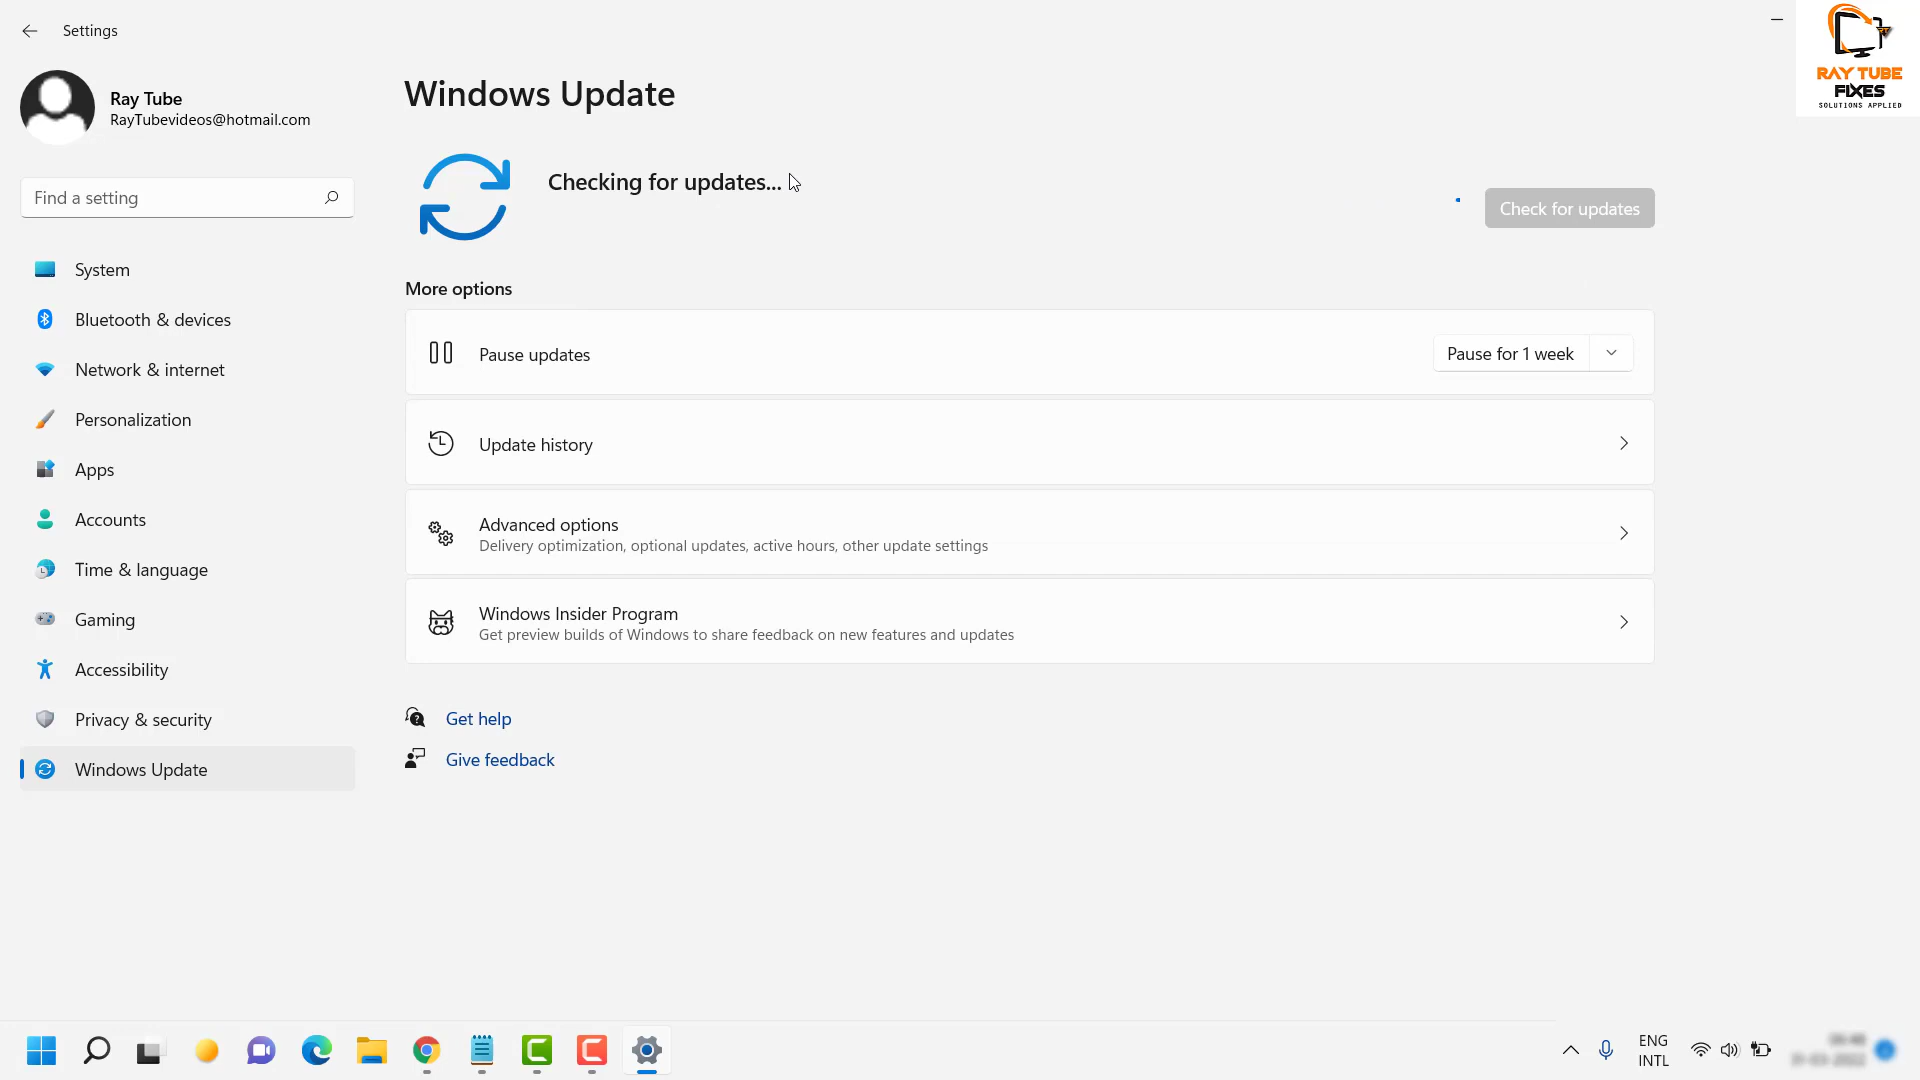 Settings
RAY TUBE
FIXES
SOLUTIONS APPLIED
Ray Tube
RayTubevideos@hotmail.com
Find a setting
System
Bluetooth & devices
Network & internet
Personalization
Apps
Accounts
Time & language
Gaming
Accessibility
Privacy & security
Windows Update
Windows Update
Checking for updates...
Check for updates
More options
Pause updates
Pause for 1 week
Update history
Advanced options
Delivery optimization, optional updates, active hours, other update settings
Windows Insider Program
Get preview builds of Windows to share feedback on new features and updates
Get help
Give feedback
ENG
INTL